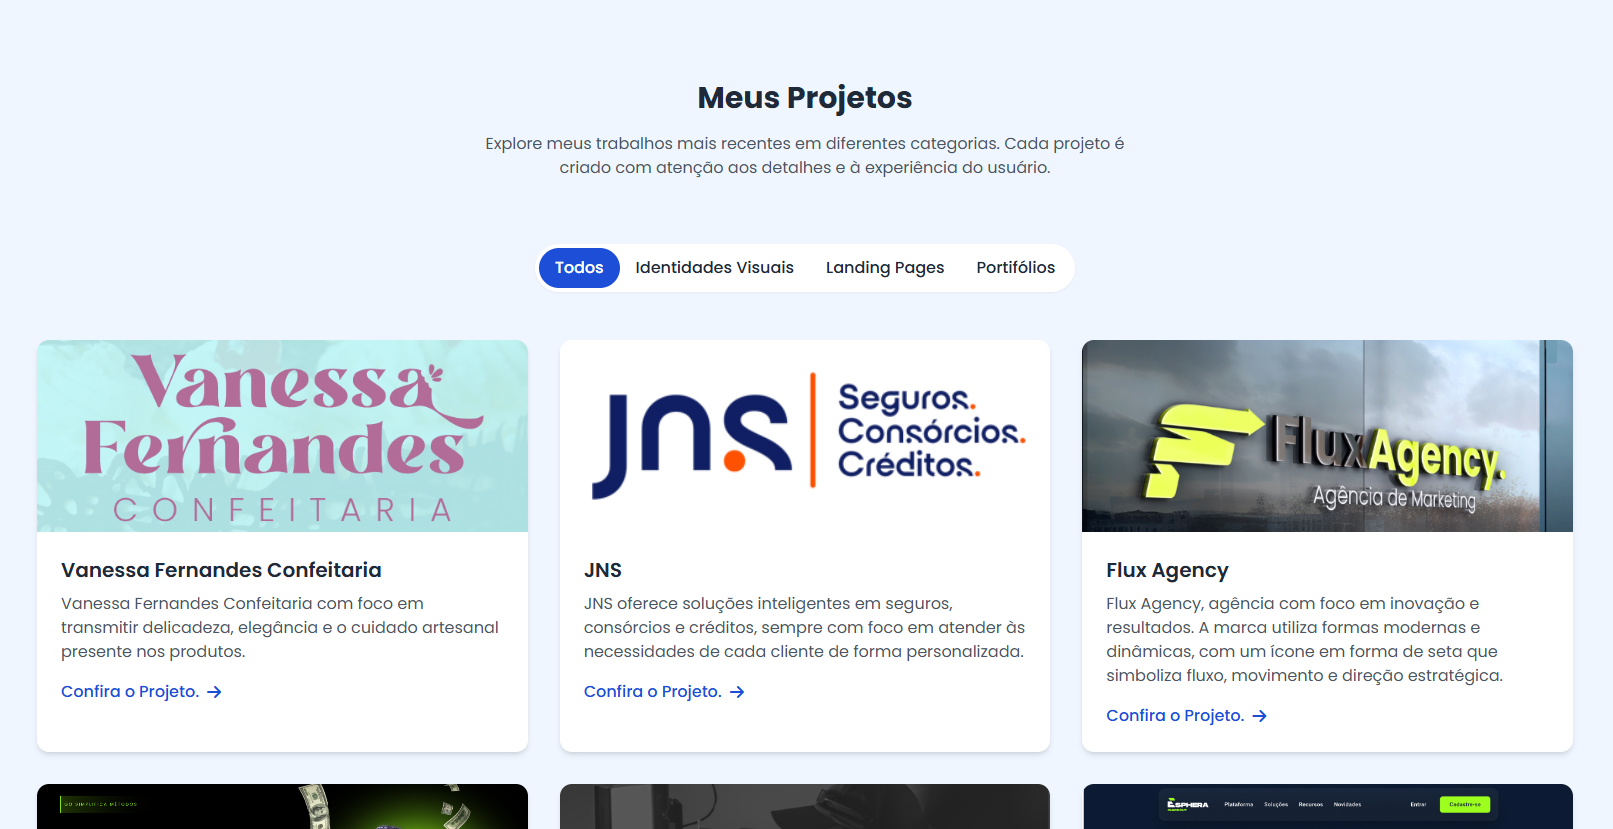 Meus Projetos
Explore meus trabalhos mais recentes em diferentes categorias. Cada projeto é
criado com atenção aos detalhes e à experiência do usuário.
Todos
Identidades Visuais
Landing Pages
Portifólios
Vanessa
Fernandes
CONFEITARIA
JNS
Seguros.
Consórcios.
Créditos.
FluxAgency.
Agência de Marketing
Vanessa Fernandes Confeitaria
Vanessa Fernandes Confeitaria com foco em
transmitir delicadeza, elegância e o cuidado artesanal
presente nos produtos.
Confira o Projeto. →
JNS
JNS oferece soluções inteligentes em seguros,
consórcios e créditos, sempre com foco em atender às
necessidades de cada cliente de forma personalizada.
Confira o Projeto. →
Flux Agency
Flux Agency, agência com foco em inovação e
resultados. A marca utiliza formas modernas e
dinâmicas, com um ícone em forma de seta que
simboliza fluxo, movimento e direção estratégica.
Confira o Projeto. →
GO SIMPLIFICA MÉTODOS
ESPHERA
Plataforma
Soluções
Recursos
Novidades
Entrar
Cadastre-se